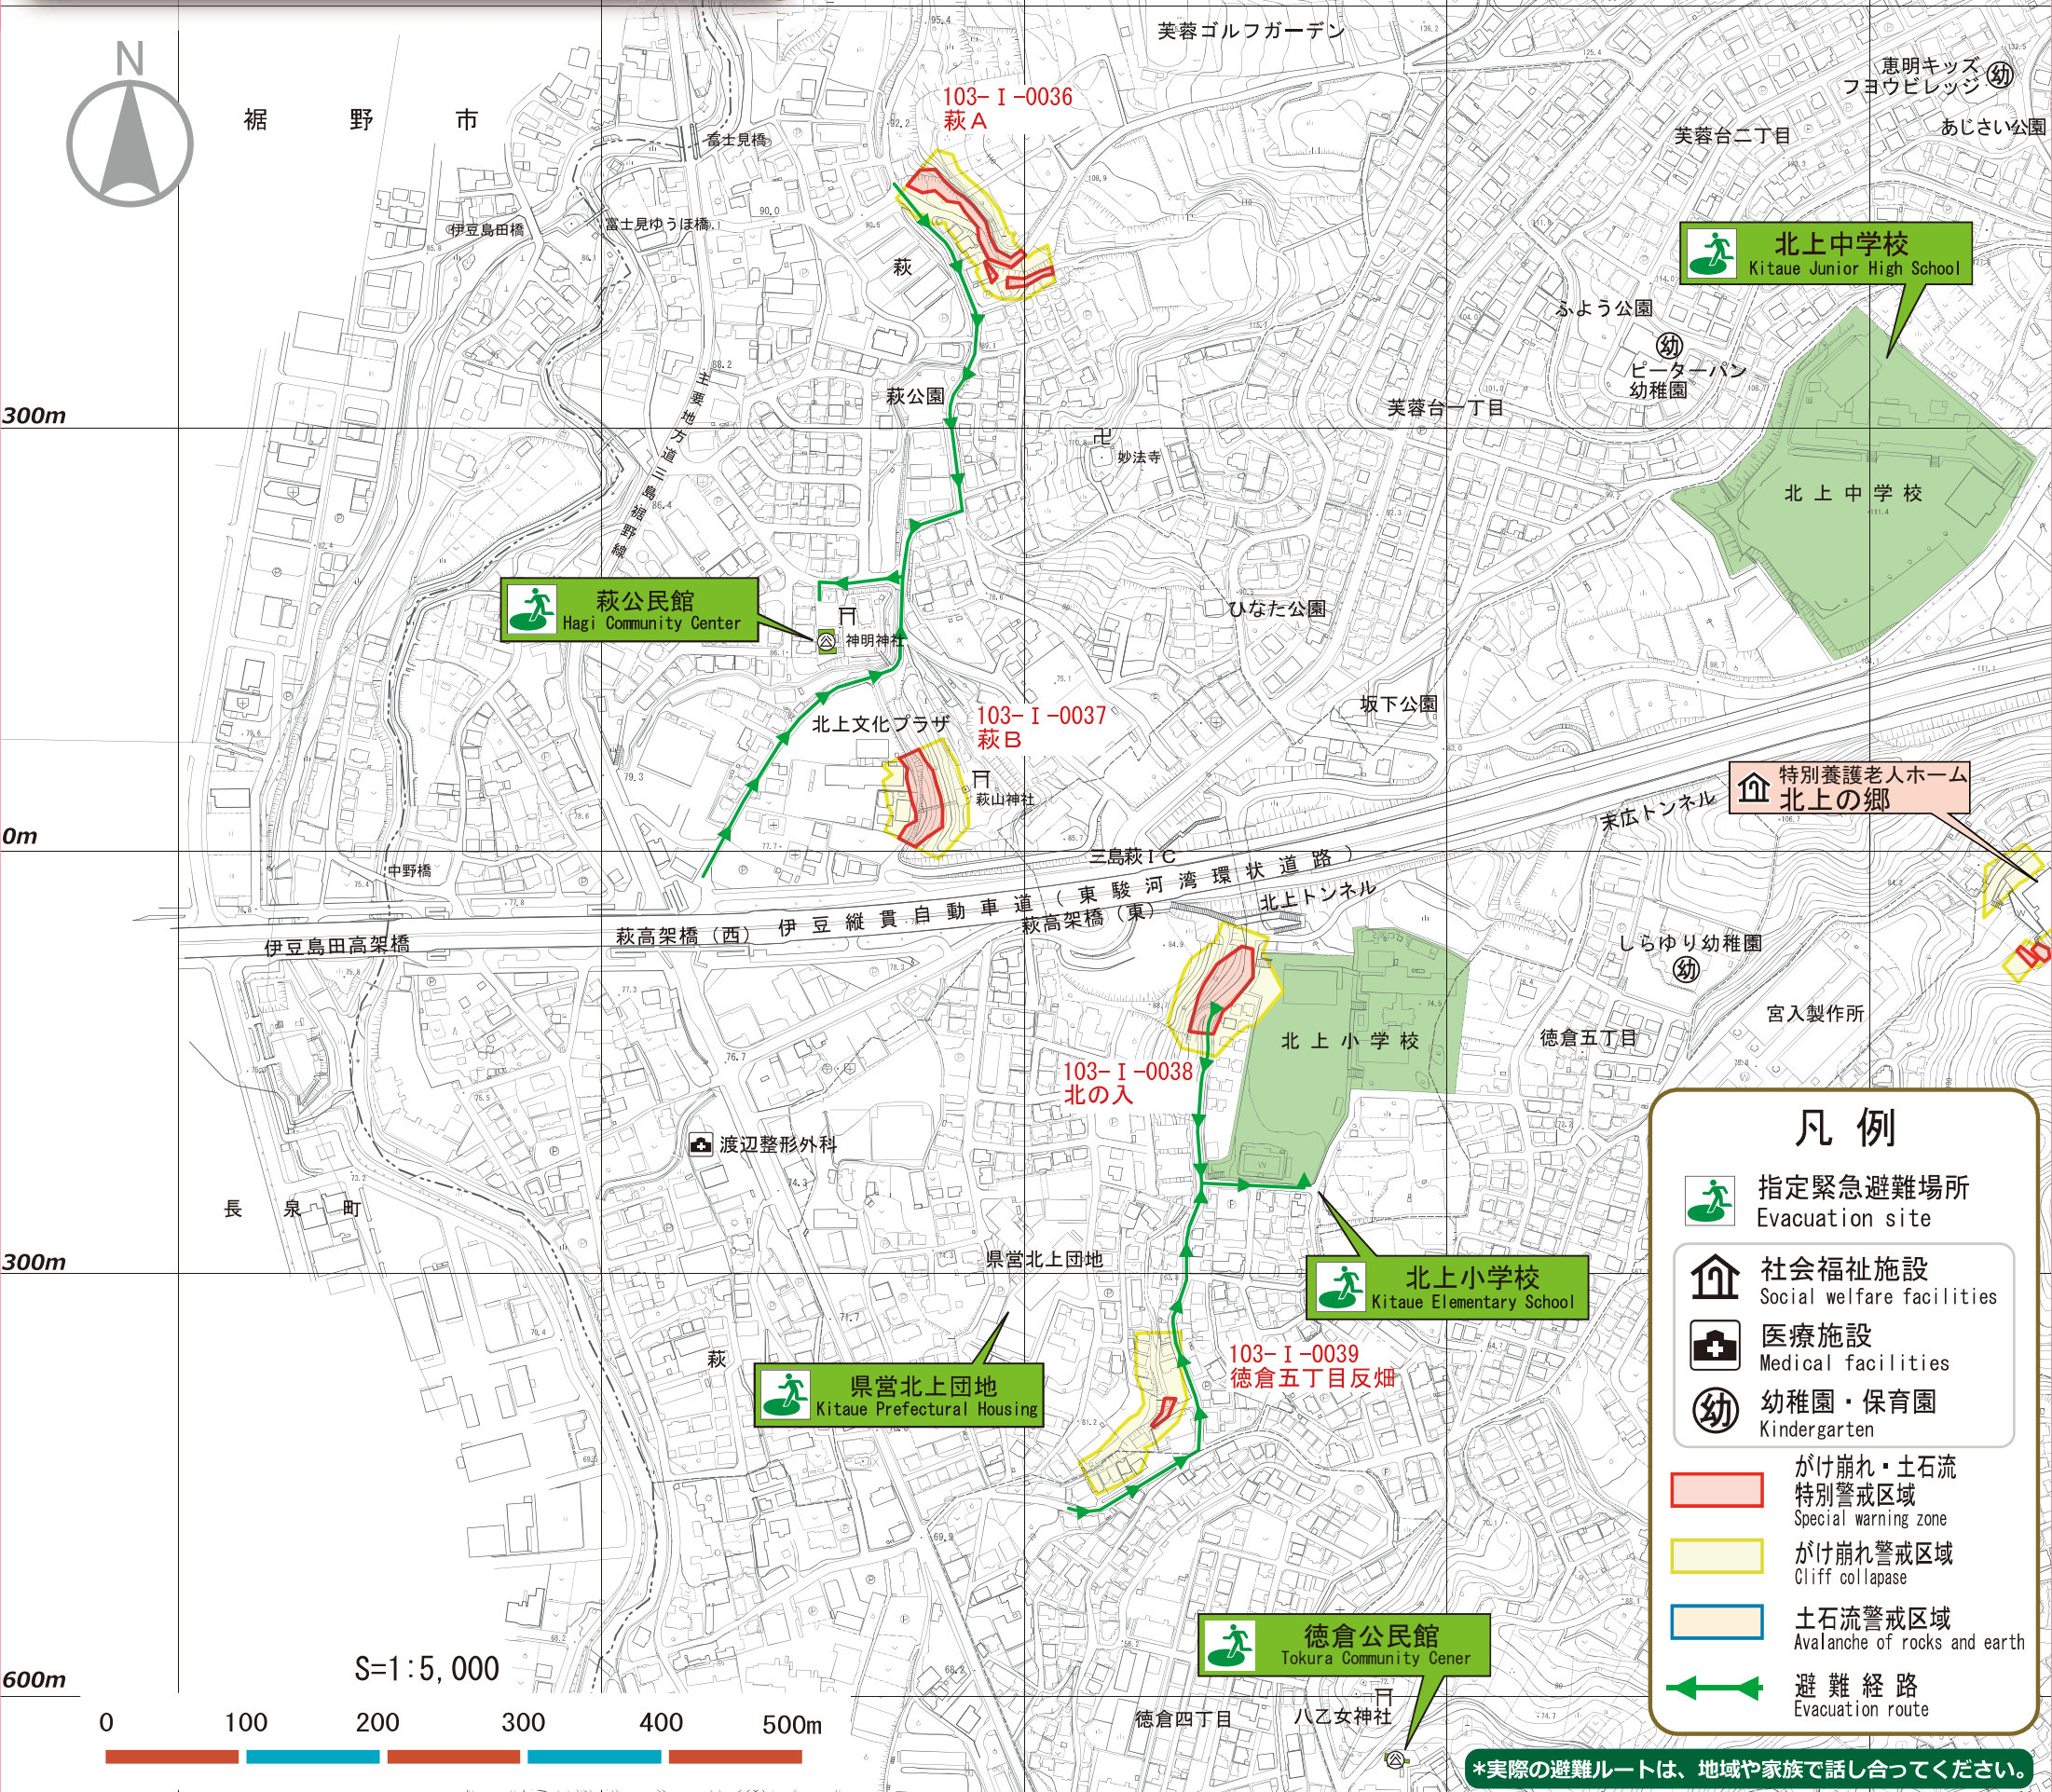 N
裾野市
芙蓉ゴルフガーデン
恵明キッズ
フヨウビレッジ
幼
あじさい公園
芙蓉台二丁目
103-Ⅰ-0036
萩A
富士見橋
富士見ゆうほ橋
伊豆島田橋
萩
北上中学校
Kitaue Junior High School
ふよう公園
幼
ピーターパン
幼稚園
芙蓉台一丁目
300m
萩公園
主要地方道三島裾野線
卍
妙法寺
北上中学校
萩公民館
Hagi Community Center
神明神社
ひなた公園
坂下公園
北上文化プラザ
103-Ⅰ-0037
萩B
萩山神社
特別養護老人ホーム
北上の郷
末広トンネル
0m
中野橋
三島萩IC
伊豆縦貫自動車道（東駿河湾環状道路）
北上トンネル
萩高架橋（東）
萩高架橋（西）
伊豆島田高架橋
しらゆり幼稚園
幼
宮入製作所
徳倉五丁目
北上小学校
103-Ⅰ-0038
北の入
渡辺整形外科
長泉町
県営北上団地
300m
北上小学校
Kitaue Elementary School
萩
県営北上団地
Kitaue Prefectural Housing
103-Ⅰ-0039
徳倉五丁目反畑
徳倉公民館
Tokura Community Cener
八乙女神社
徳倉四丁目
600m
S=1:5,000
0 100 200 300 400 500m
凡例
指定緊急避難場所
Evacuation site
社会福祉施設
Social welfare facilities
医療施設
Medical facilities
幼
幼稚園・保育園
Kindergarten
がけ崩れ・土石流
特別警戒区域
Special warning zone
がけ崩れ警戒区域
Cliff collapase
土石流警戒区域
Avalanche of rocks and earth
避難経路
Evacuation route
*実際の避難ルートは、地域や家族で話し合ってください。